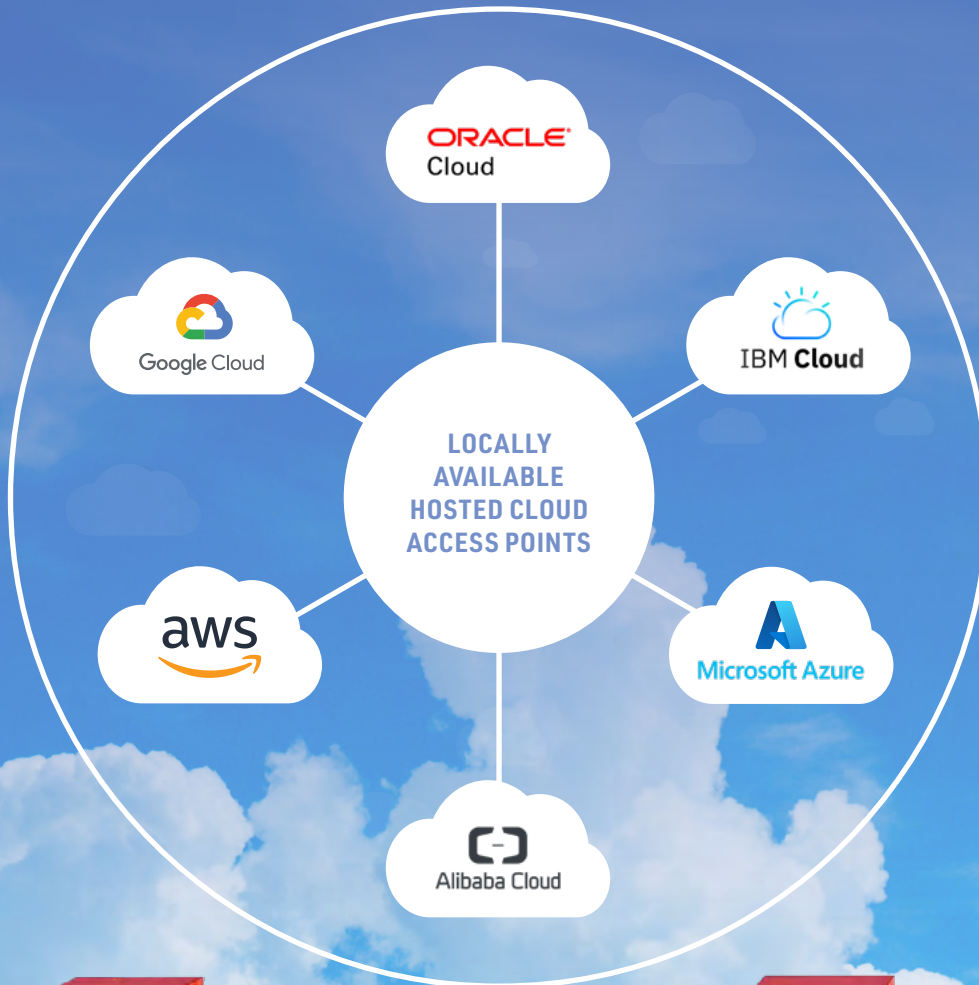 ORACLE®
Cloud
Google Cloud
IBM Cloud
LOCALLY
AVAILABLE
HOSTED CLOUD
ACCESS POINTS
aws
Microsoft Azure
Alibaba Cloud